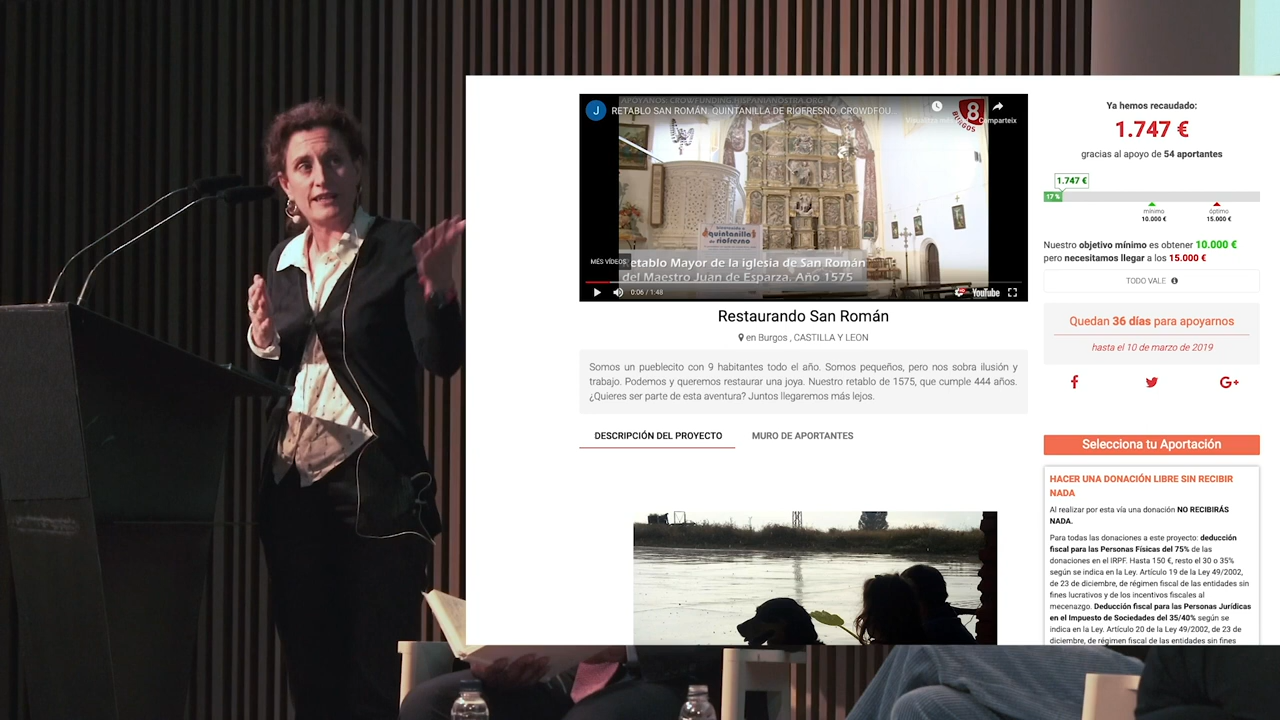 APÓYANOS: CROWDFUNDING.HISPANIANOSTRA.ORG
J
RETABLO SAN ROMÁN_QUINTANILLA DE RIOFRESNO. CROWDFOU...
8
BURGOS
Comparteix
quintanilla
de riofresno
MÉS VÍDEOS
Retablo Mayor de la iglesia de San Román
del Maestro Juan de Esparza. Año 1575
0:06 / 1:48
YouTube
Restaurando San Román
en Burgos , CASTILLA Y LEON
Somos un pueblecito con 9 habitantes todo el año. Somos pequeños, pero nos sobra ilusión y
trabajo. Podemos y queremos restaurar una joya. Nuestro retablo de 1575, que cumple 444 años.
¿Quieres ser parte de esta aventura? Juntos llegaremos más lejos.
DESCRIPCIÓN DEL PROYECTO
MURO DE APORTANTES
Ya hemos recaudado:
1.747 €
gracias al apoyo de 54 aportantes
1.747 €
17 %
mínimo
10.000 €
óptimo
15.000 €
Nuestro objetivo mínimo es obtener 10.000 €
pero necesitamos llegar a los 15.000 €
TODO VALE
Quedan 36 días para apoyarnos
hasta el 10 de marzo de 2019
G+
Selecciona tu Aportación
HACER UNA DONACIÓN LIBRE SIN RECIBIR
NADA
Al realizar por esta vía una donación NO RECIBIRÁS
NADA.
Para todas las donaciones a este proyecto: deducción
fiscal para las Personas Físicas del 75% de las
donaciones en el IRPF. Hasta 150 €, resto el 30 o 35%
según se indica en la Ley. Artículo 19 de la Ley 49/2002,
de 23 de diciembre, de régimen fiscal de las entidades sin
fines lucrativos y de los incentivos fiscales al
mecenazgo. Deducción fiscal para las Personas Jurídicas
en el Impuesto de Sociedades del 35/40% según se
indica en la Ley. Artículo 20 de la Ley 49/2002, de 23 de
diciembre, de régimen fiscal de las entidades sin fines